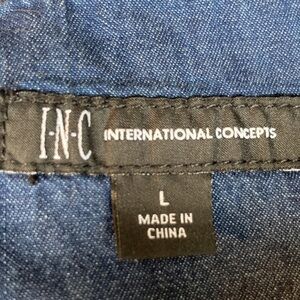 I·N·C INTERNATIONAL CONCEPTS
L
MADE IN
CHINA